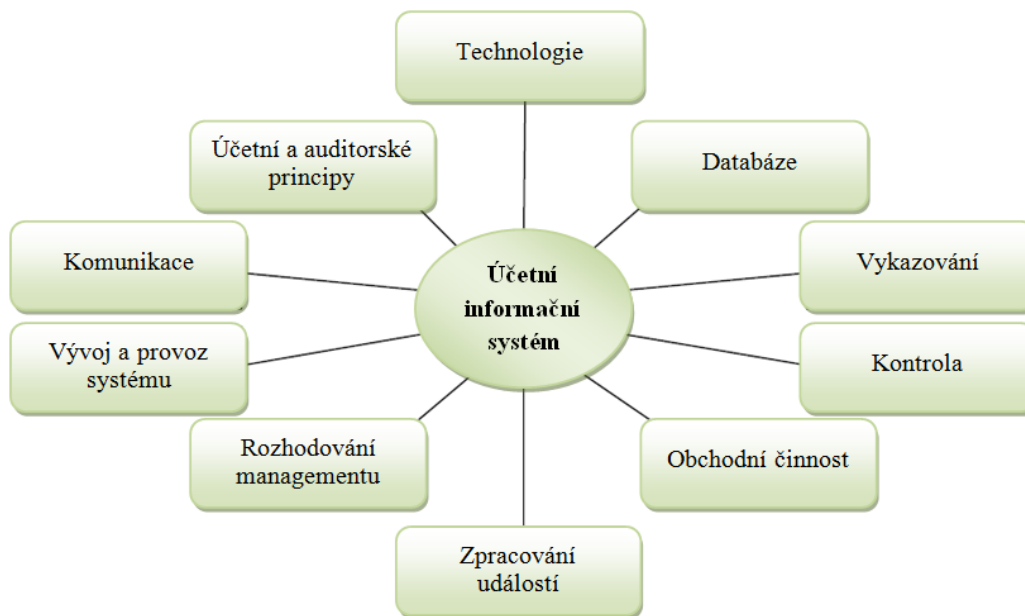 Technologie
Účetní a auditorské
principy
Databáze
Komunikace
Vykazování
Účetní
informační
systém
Vývoj a provoz
systému
Kontrola
Rozhodování
managementu
Obchodní činnost
Zpracování
událostí